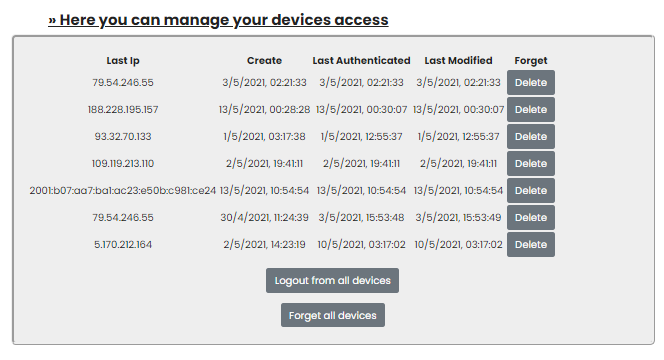 » Here you can manage your devices access
Last Ip Create Last Authenticated Last Modified Forget
79.54.246.55 3/5/2021, 02:21:33 3/5/2021, 02:21:33 3/5/2021, 02:21:33 Delete
188.228.195.157 13/5/2021, 00:28:28 13/5/2021, 00:30:07 13/5/2021, 00:30:07 Delete
93.32.70.133 1/5/2021, 03:17:38 1/5/2021, 12:55:37 1/5/2021, 12:55:37 Delete
109.119.213.110 2/5/2021, 19:41:11 2/5/2021, 19:41:11 2/5/2021, 19:41:11 Delete
2001:b07:aa7:ba1:ac23:e50b:c981:ce24 13/5/2021, 10:54:54 13/5/2021, 10:54:54 13/5/2021, 10:54:54 Delete
79.54.246.55 30/4/2021, 11:24:39 3/5/2021, 15:53:48 3/5/2021, 15:53:49 Delete
5.170.212.164 2/5/2021, 14:23:19 10/5/2021, 03:17:02 10/5/2021, 03:17:02 Delete
Logout from all devices
Forget all devices